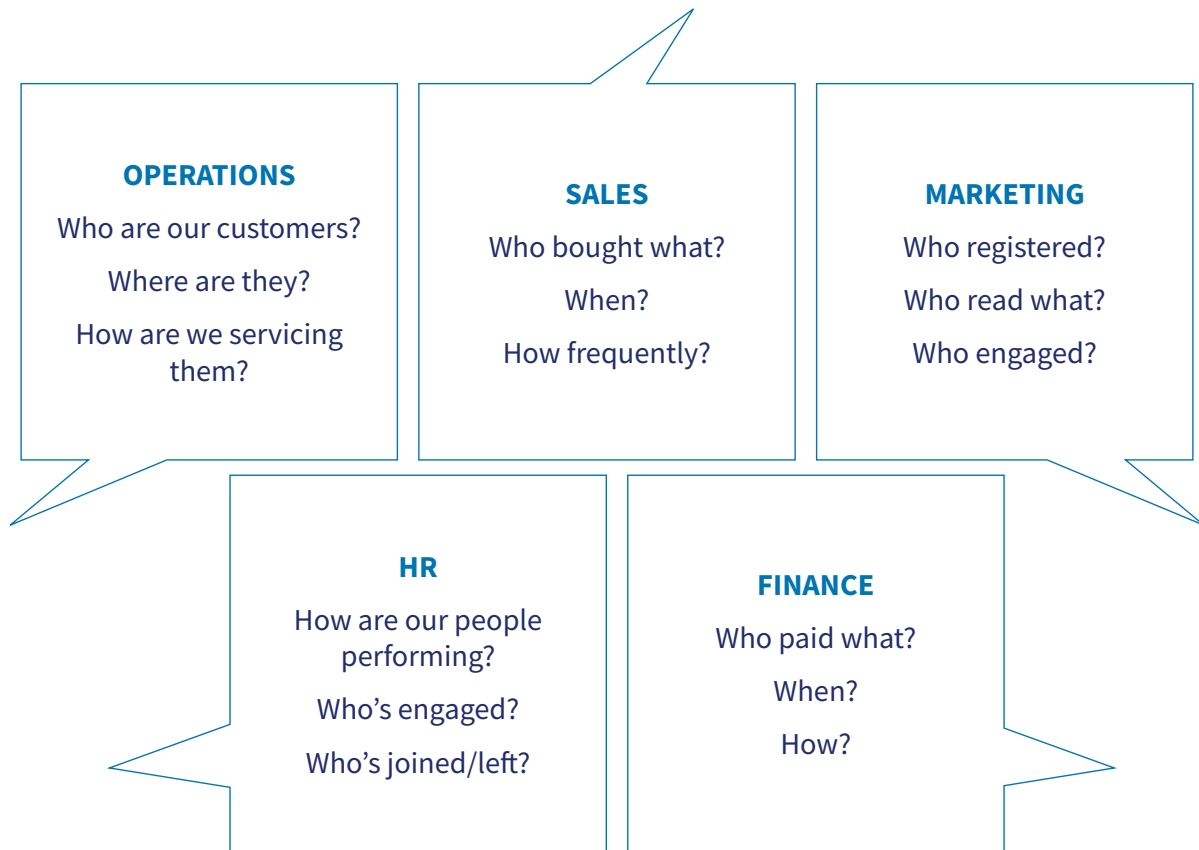 OPERATIONS
Who are our customers?
Where are they?
How are we servicing
them?
SALES
Who bought what?
When?
How frequently?
MARKETING
Who registered?
Who read what?
Who engaged?
HR
How are our people
performing?
Who’s engaged?
Who’s joined/left?
FINANCE
Who paid what?
When?
How?